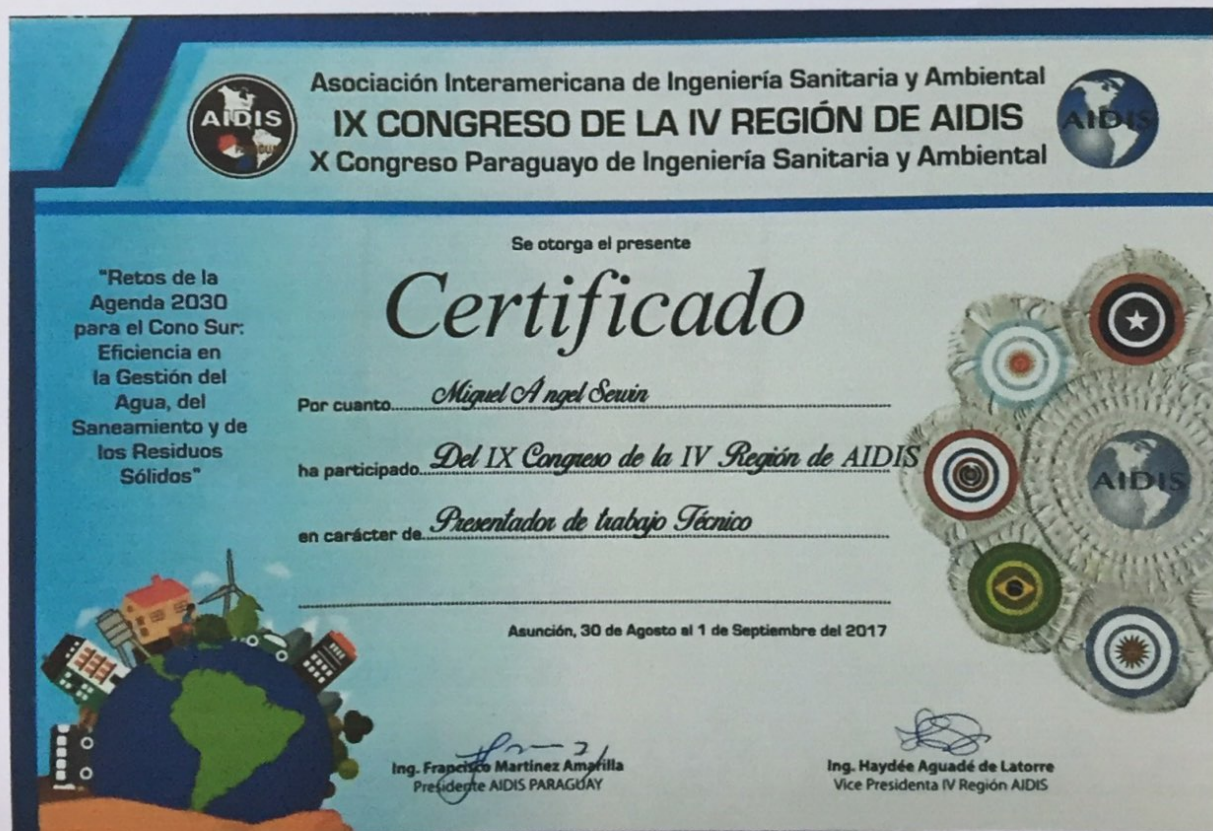 AIDIS
Asociación Interamericana de Ingeniería Sanitaria y Ambiental
IX CONGRESO DE LA IV REGIÓN DE AIDIS
X Congreso Paraguayo de Ingeniería Sanitaria y Ambiental
AIDIS
Se otorga el presente
Certificado
"Retos de la
Agenda 2030
para el Cono Sur:
Eficiencia en
la Gestión del
Agua, del
Saneamiento y de
los Residuos
Sólidos"
Por cuanto Miguel Á ngel Servin
ha participado Del IX Congreso de la IV Región de AIDIS
en carácter de Presentador de trabajo Técnico
AIDIS
Asunción, 30 de Agosto al 1 de Septiembre del 2017
Ing. Francisco Martínez Amarilla
Presidente AIDIS PARAGUAY
Ing. Haydée Aguadé de Latorre
Vice Presidenta IV Región AIDIS